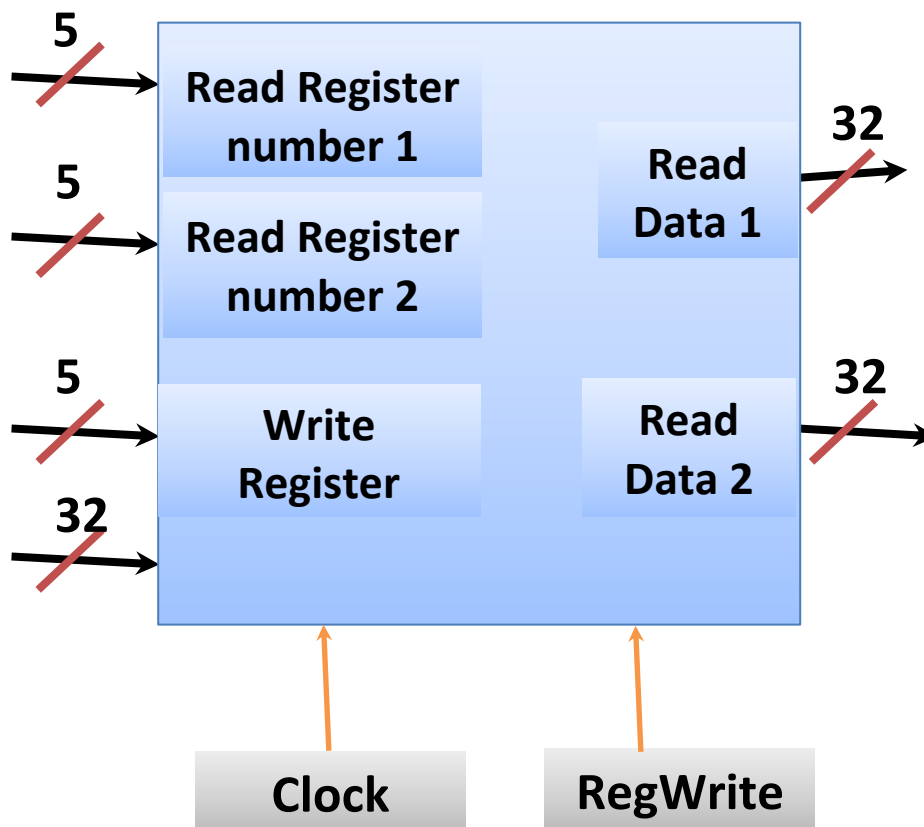 5
Read Register
number 1
5
Read Register
number 2
5
Write
Register
32
Read
Data 1
32
Read
Data 2
32
Clock
RegWrite